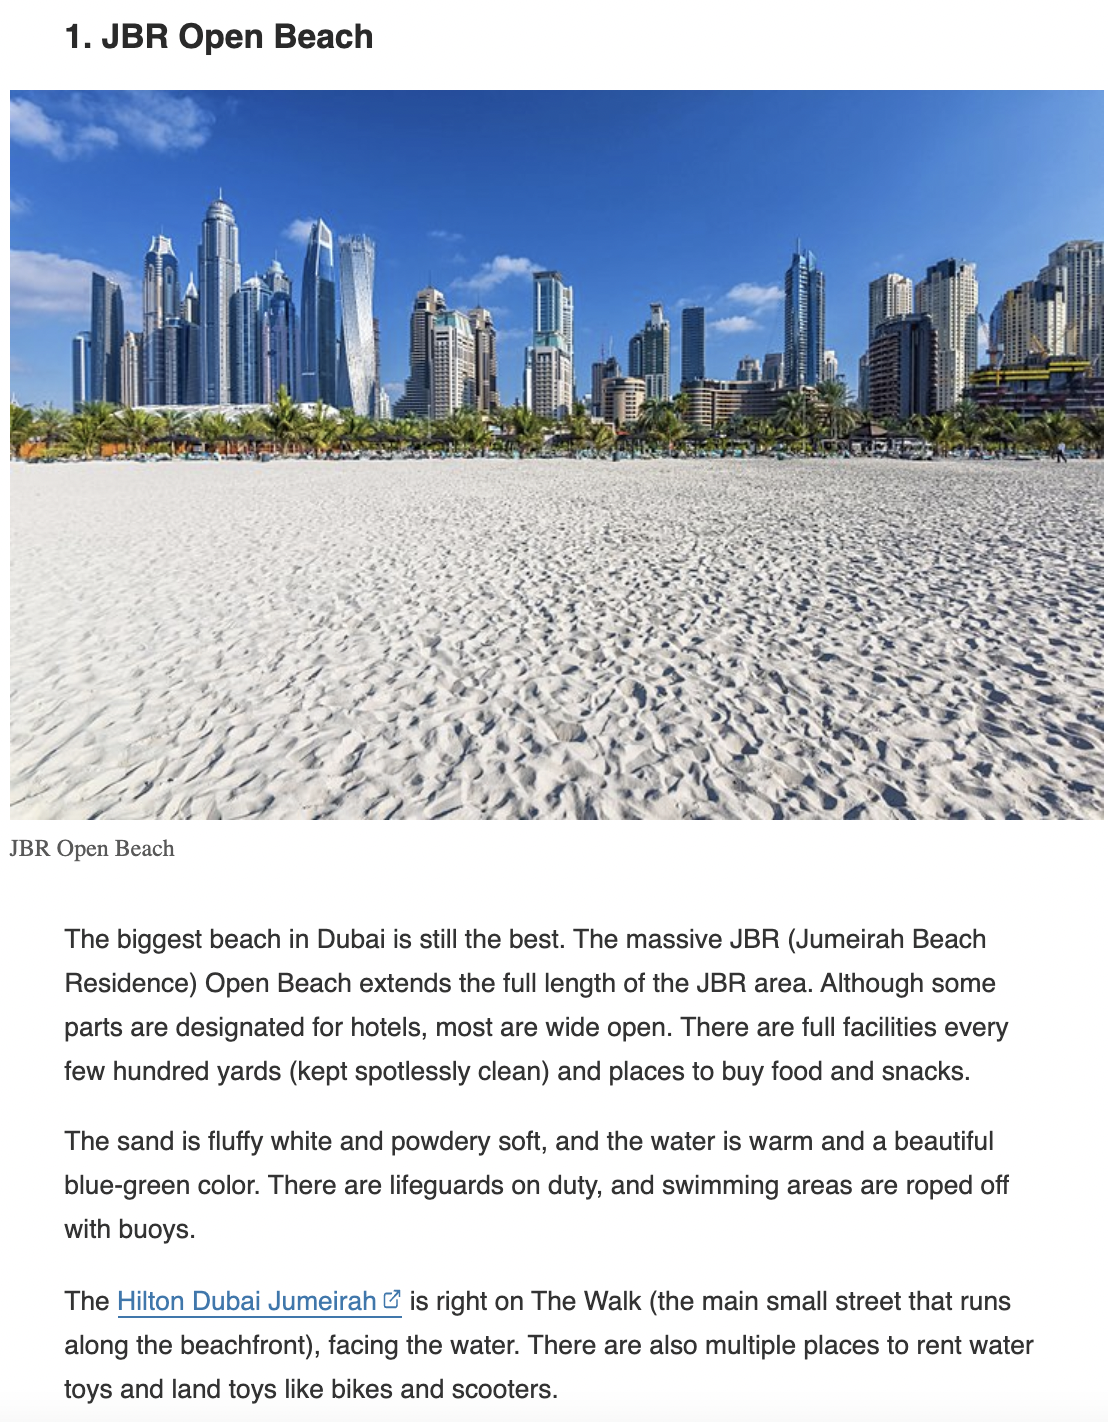 1. JBR Open Beach
JBR Open Beach
The biggest beach in Dubai is still the best. The massive JBR (Jumeirah Beach
Residence) Open Beach extends the full length of the JBR area. Although some
parts are designated for hotels, most are wide open. There are full facilities every
few hundred yards (kept spotlessly clean) and places to buy food and snacks.
The sand is fluffy white and powdery soft, and the water is warm and a beautiful
blue-green color. There are lifeguards on duty, and swimming areas are roped off
with buoys.
The Hilton Dubai Jumeirah is right on The Walk (the main small street that runs
along the beachfront), facing the water. There are also multiple places to rent water
toys and land toys like bikes and scooters.